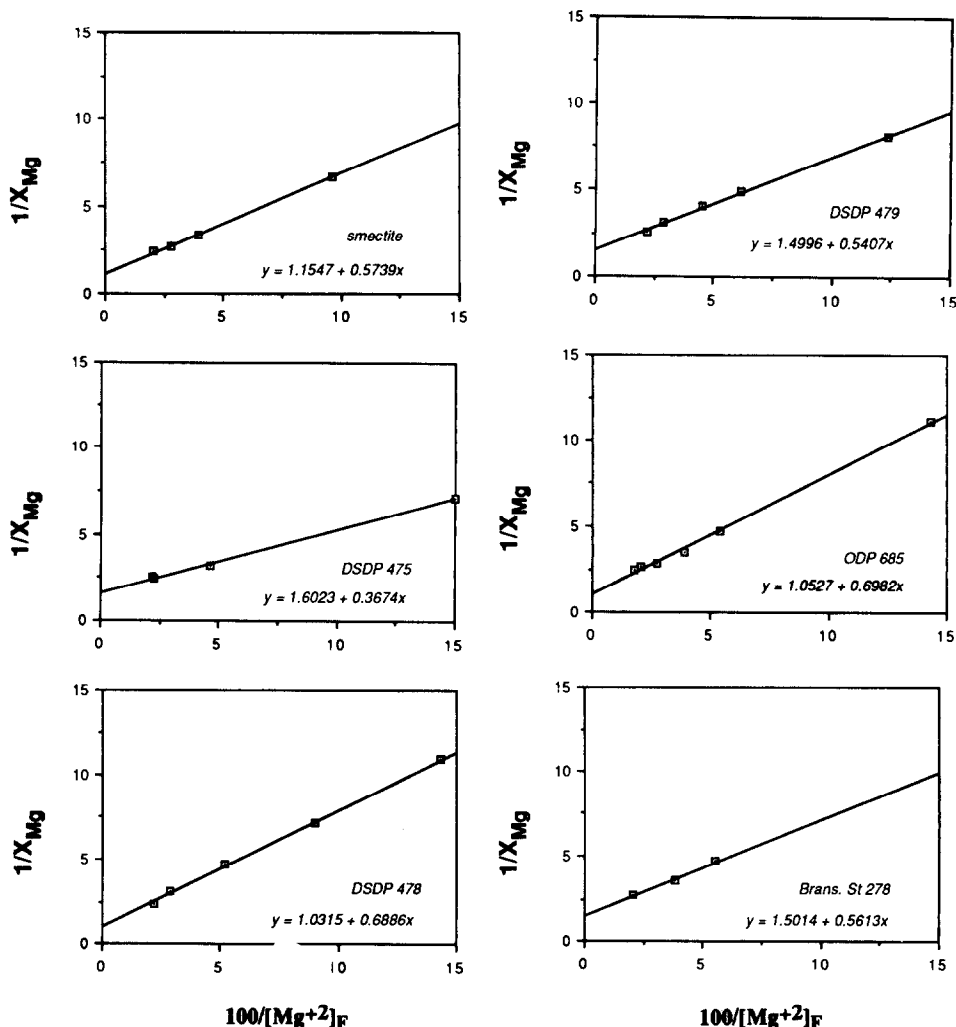 15
10
5
0
0
5
10
15
1/X_Mg
smectite
y = 1.1547 + 0.5739x
15
10
5
0
0
5
10
15
1/X_Mg
DSDP 479
y = 1.4996 + 0.5407x
15
10
5
0
0
5
10
15
1/X_Mg
DSDP 475
y = 1.6023 + 0.3674x
15
10
5
0
0
5
10
15
1/X_Mg
ODP 685
y = 1.0527 + 0.6982x
15
10
5
0
0
5
10
15
1/X_Mg
DSDP 478
y = 1.0315 + 0.6886x
100/[Mg+2]F
15
10
5
0
0
5
10
15
1/X_Mg
Brans. St 278
y = 1.5014 + 0.5613x
100/[Mg+2]F